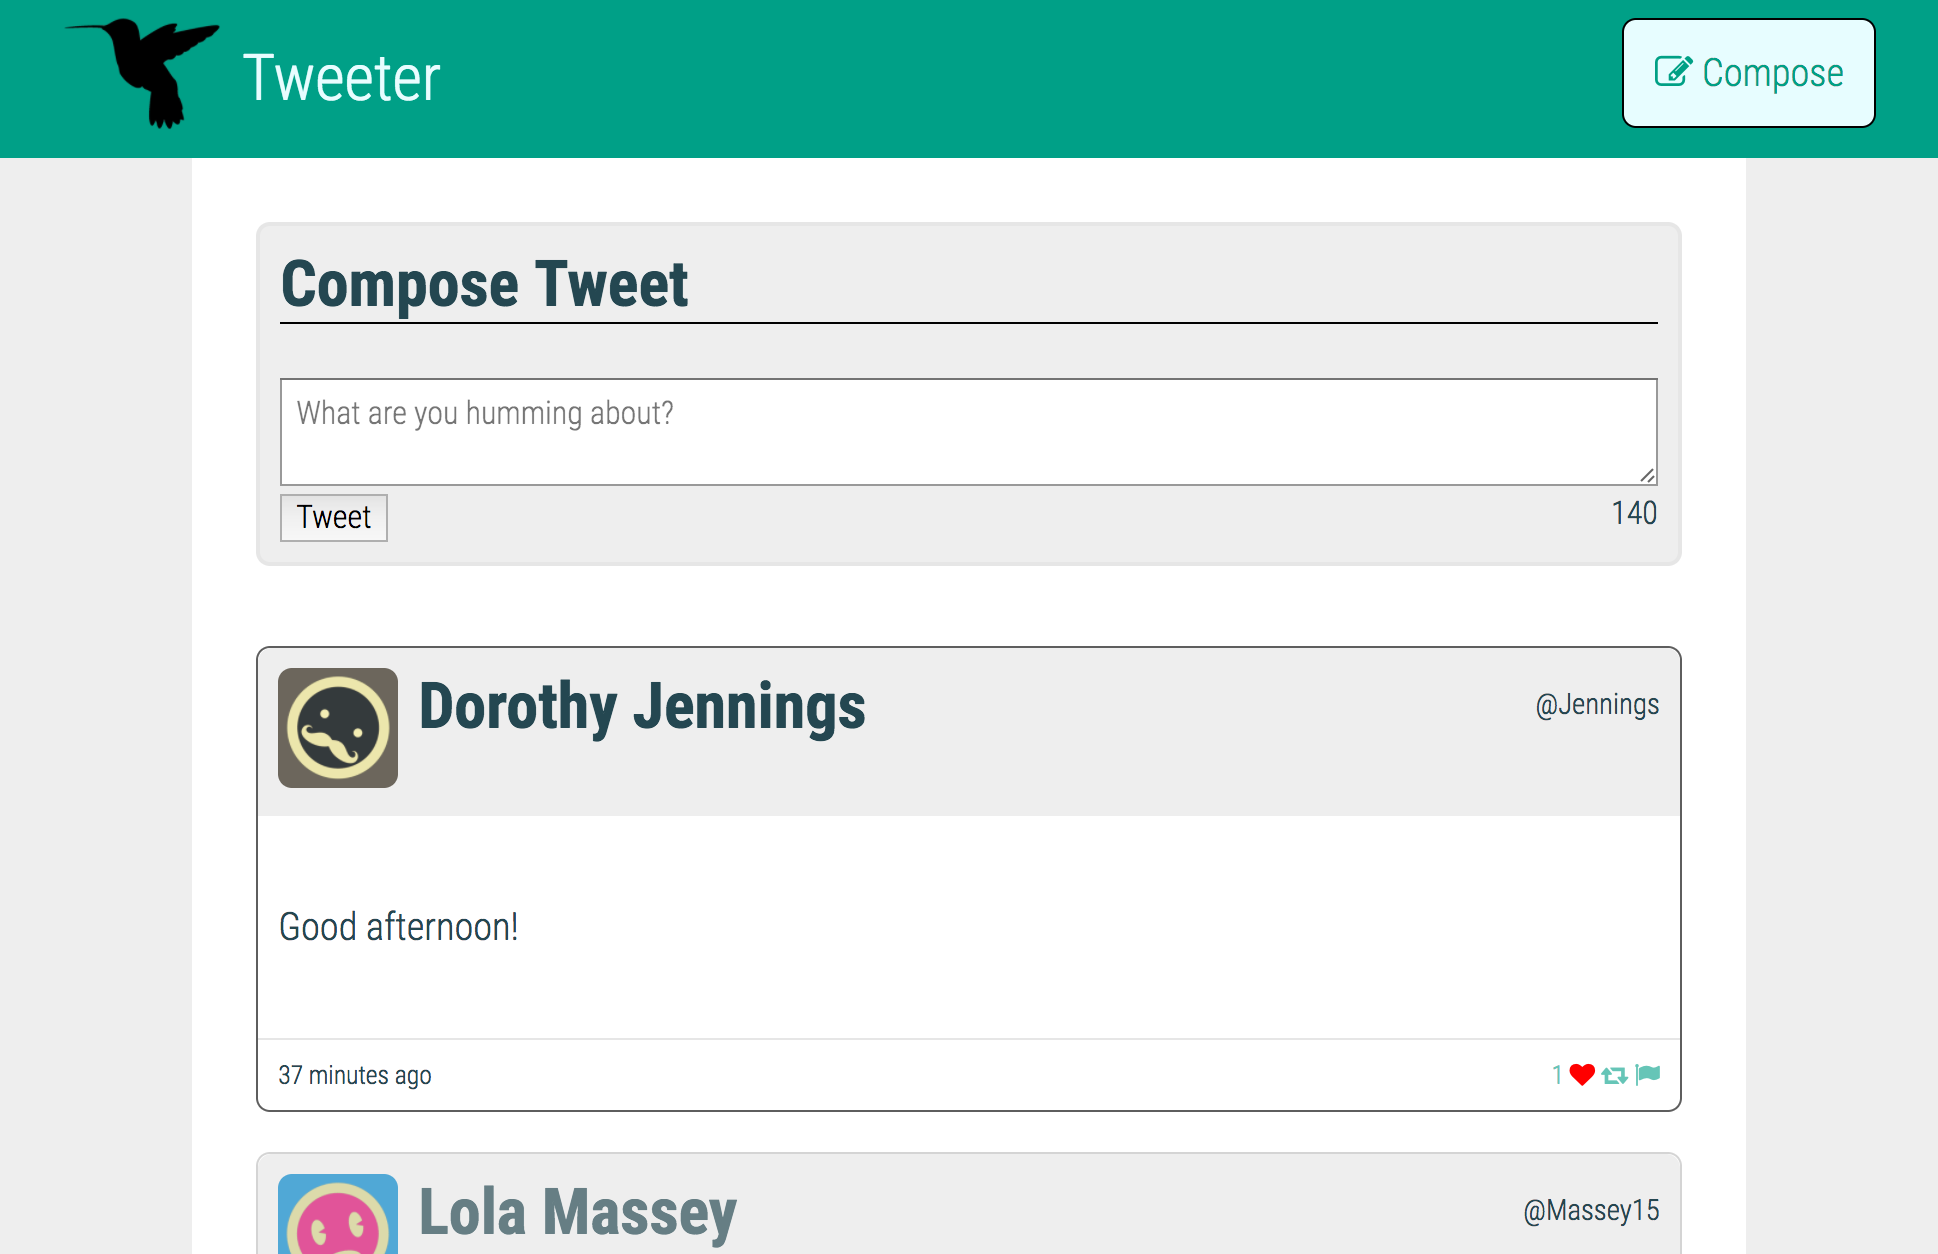 Tweeter
Compose
Compose Tweet
What are you humming about?
Tweet
140
Dorothy Jennings
@Jennings
Good afternoon!
37 minutes ago
1
Lola Massey
@Massey15